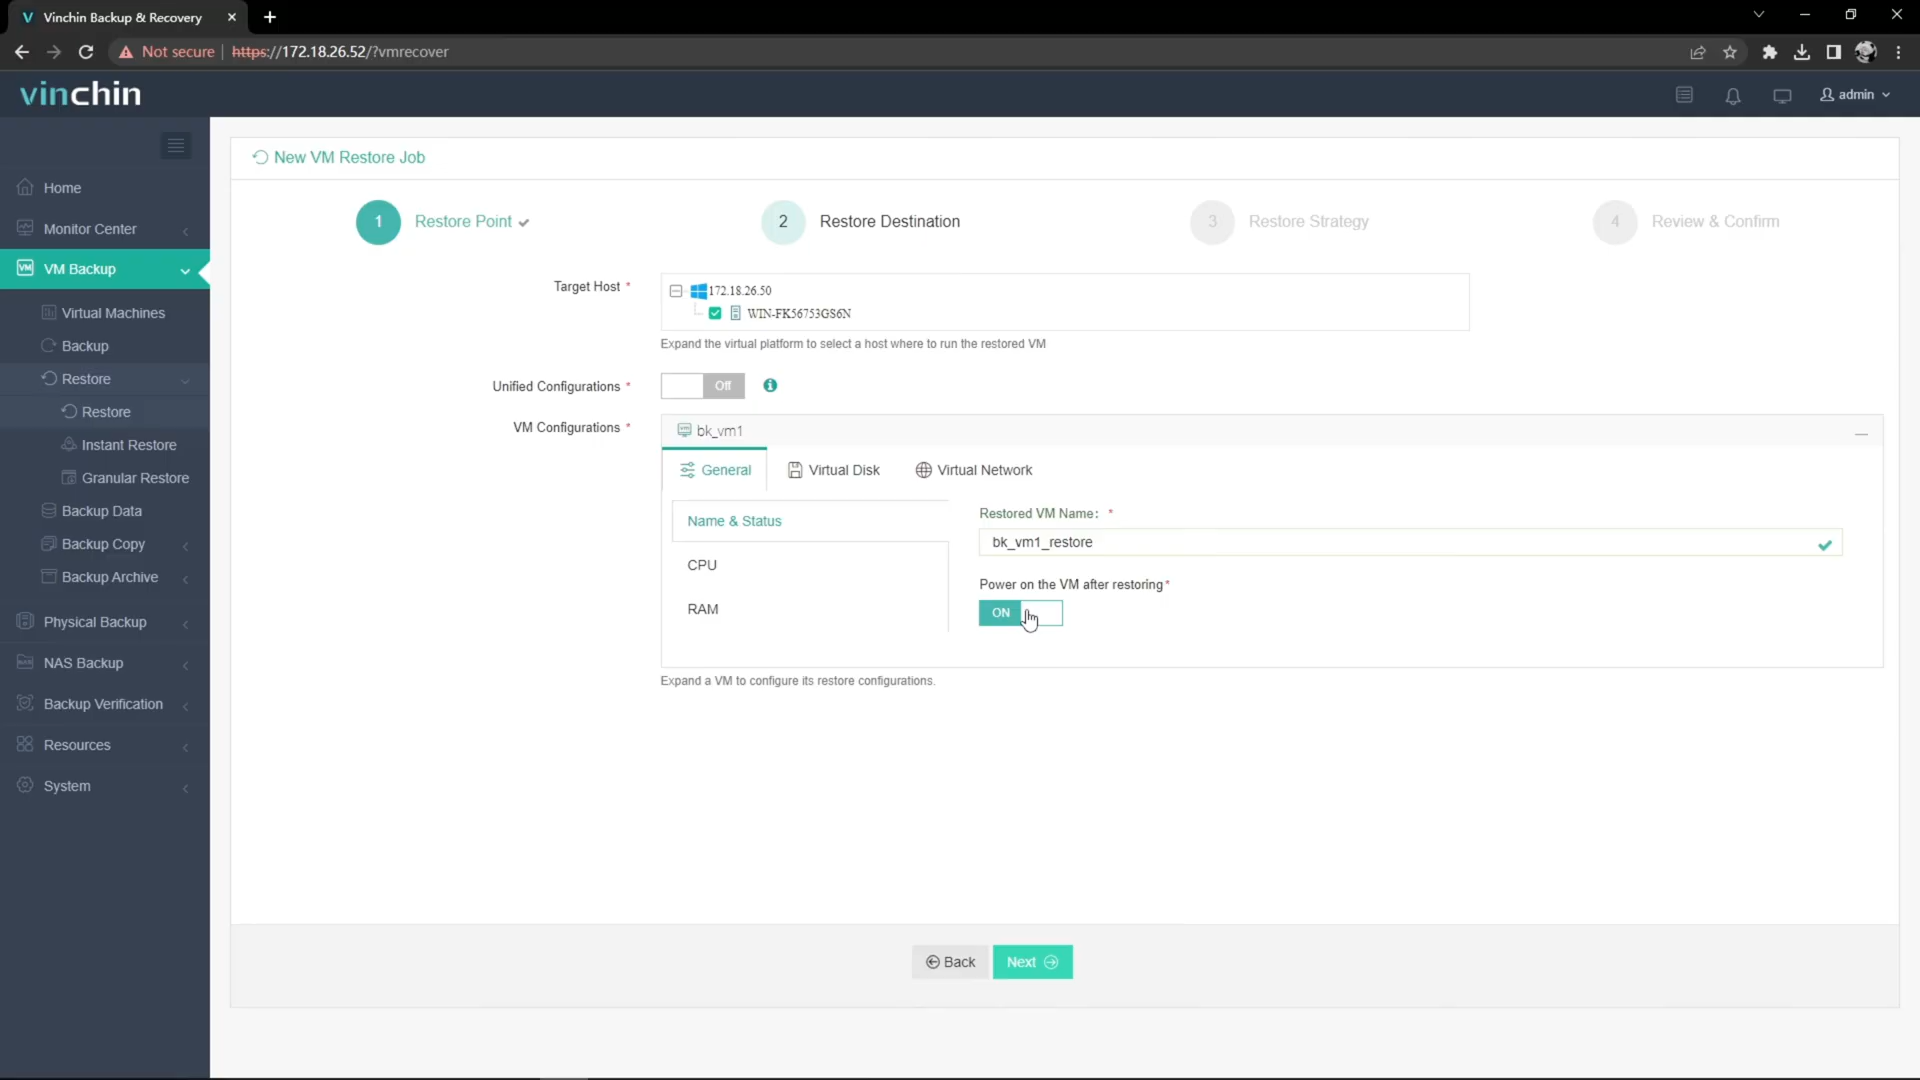 Vinchin Backup & Recovery
Not secure
https://172.18.26.52/?vmrecover
vinchin
admin
Home
Monitor Center
VM Backup
Virtual Machines
Backup
Restore
Restore
Instant Restore
Granular Restore
Backup Data
Backup Copy
Backup Archive
Physical Backup
NAS Backup
Backup Verification
Resources
System
New VM Restore Job
1 Restore Point
2 Restore Destination
3 Restore Strategy
4 Review & Confirm
Target Host *
172.18.26.50
WIN-FK56753GS6N
Expand the virtual platform to select a host where to run the restored VM
Unified Configurations *
Off
VM Configurations *
bk_vm1
General
Virtual Disk
Virtual Network
Name & Status
CPU
RAM
Restored VM Name: *
bk_vm1_restore
Power on the VM after restoring*
ON
Expand a VM to configure its restore configurations.
Back
Next